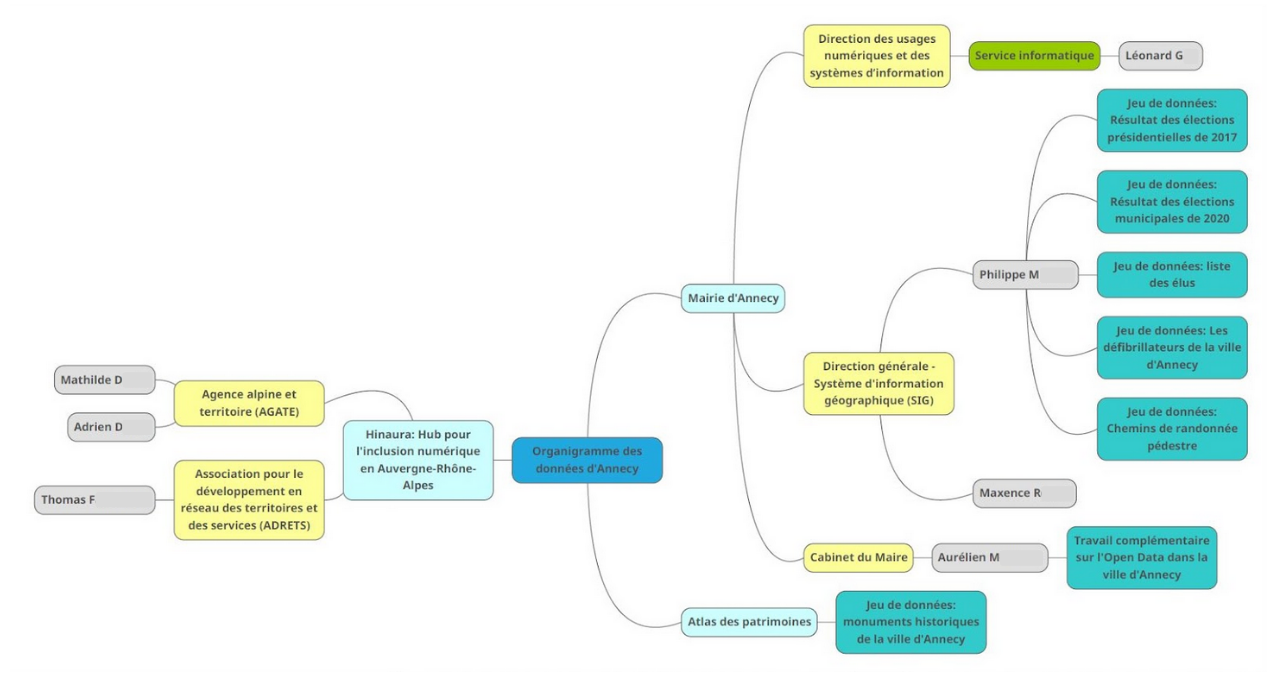 Direction des usages
numériques et des
systèmes d'information
Service informatique
Léonard G
Jeu de données:
Résultat des élections
présidentielles de 2017
Jeu de données:
Résultat des élections
municipales de 2020
Philippe M
Jeu de données: liste
des élus
Mairie d'Annecy
Jeu de données: Les
défibrillateurs de la ville
d'Annecy
Direction générale -
Système d'information
géographique (SIG)
Jeu de données:
Chemins de randonnée
pédestre
Maxence R
Mathilde D
Adrien D
Agence alpine et
territoire (AGATE)
Hinaura: Hub pour
l'inclusion numérique
en Auvergne-Rhône-
Alpes
Organigramme des
données d'Annecy
Thomas F
Association pour le
développement en
réseau des territoires et
des services (ADRETS)
Cabinet du Maire
Aurélien M
Travail complémentaire
sur l'Open Data dans la
ville d'Annecy
Atlas des patrimoines
Jeu de données:
monuments historiques
de la ville d'Annecy